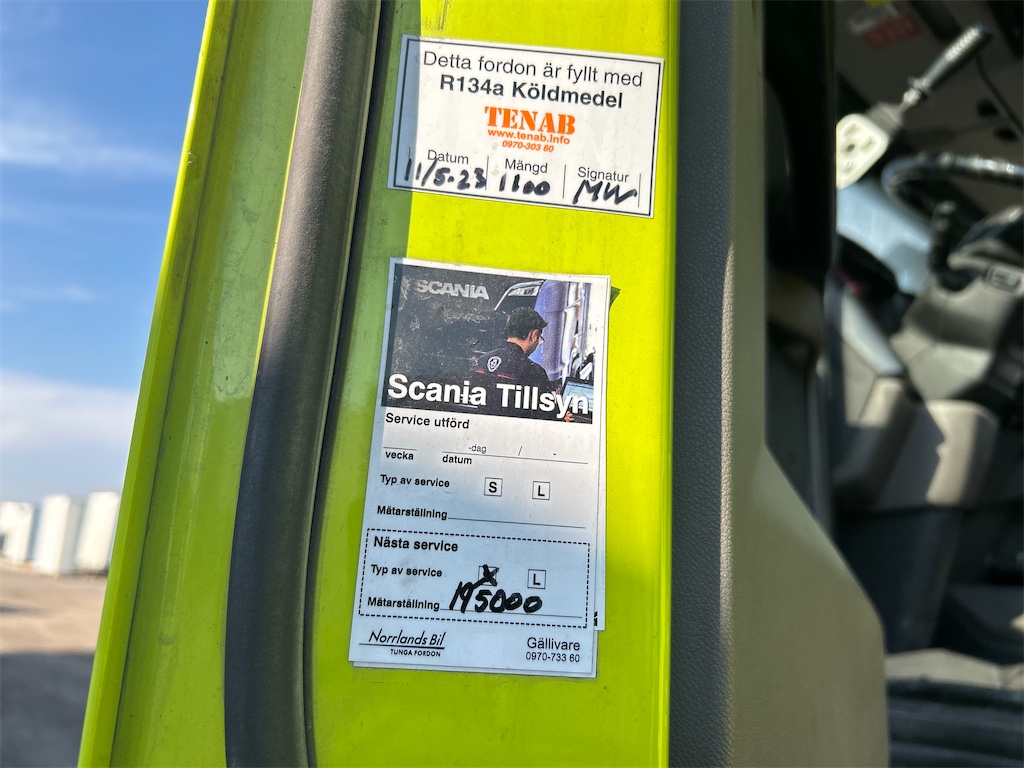 Detta fordon är fyllt med
R134a Köldmedel
TENAB
www.tenab.info
0970-303 60
Datum Mängd Signatur
11/5-23 1100 MW
SCANIA
Scania Tillsyn
Service utförd
vecka -dag / -
datum
Typ av service S L
Mätarställning
Nästa service
Typ av service X L
Mätarställning 195000
Norrlands Bil
TUNGA FORDON
Gällivare
0970-733 60